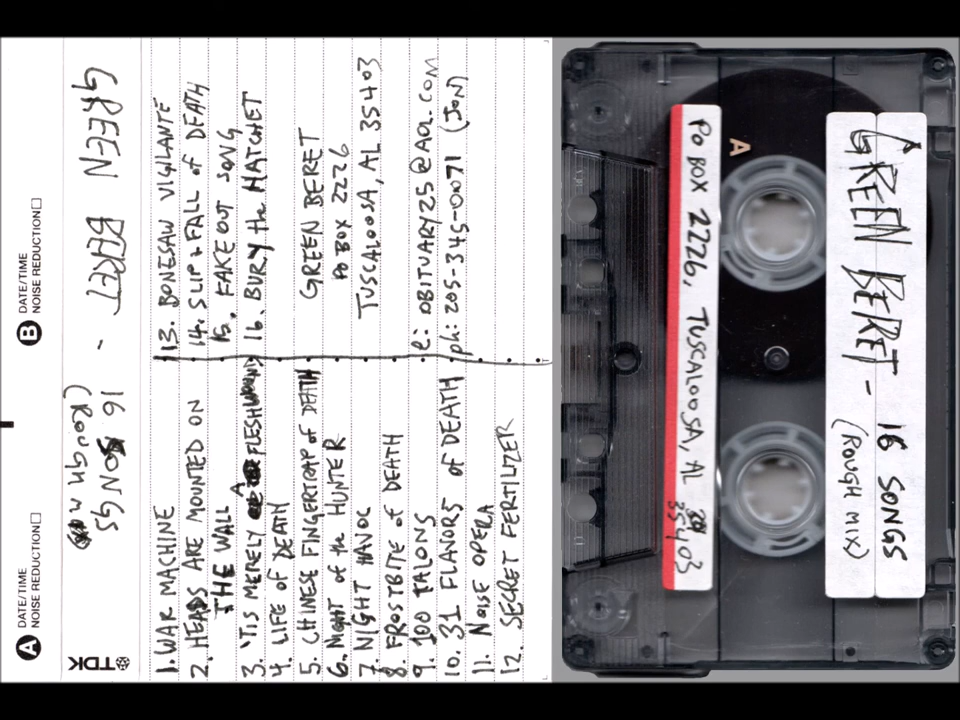 A DATE/TIME
NOISE REDUCTION□
B DATE/TIME
NOISE REDUCTION□
TDK
GREEN BERET -
16 SONGS
(ROUGH
1. WAR MACHINE
2. HEADS ARE MOUNTED ON
THE WALL
3. 'TIS MERELY A FLESHWOUND
4. LIFE of DEATH
5. CHINESE FINGERTRAP of DEATH
6. NIGHT of the HUNTER
7. NIGHT HAVOC
8. FROSTBITE of DEATH
9. 100 TALONS
10. 31 FLAVORS of DEATH
11. NOISE OPERA
12. SECRET FERTILIZER
13. BONESAW VIGILANTE
14. SLIP + FALL of DEATH
15. FAKEOUT SONG
16. BURY the HATCHET
GREEN BERET
PO BOX 2226
TUSCALOOSA, AL 35403
e: OBITUARY25@AOL.COM
ph: 205-345-0071 (JON)
A
PO BOX 2226, TUSCALOOSA, AL
35403
GREEN BERET - 16 SONGS
(ROUGH MIX)